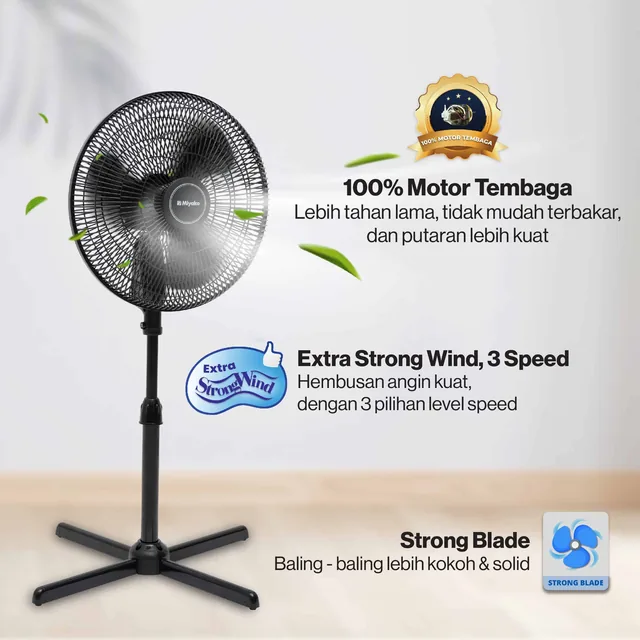 Miyako
100% MOTOR TEMBAGA
100% Motor Tembaga
Lebih tahan lama, tidak mudah terbakar,
dan putaran lebih kuat
Extra
StrongWind
Extra Strong Wind, 3 Speed
Hembusan angin kuat,
dengan 3 pilihan level speed
Strong Blade
Baling - baling lebih kokoh & solid
STRONG BLADE